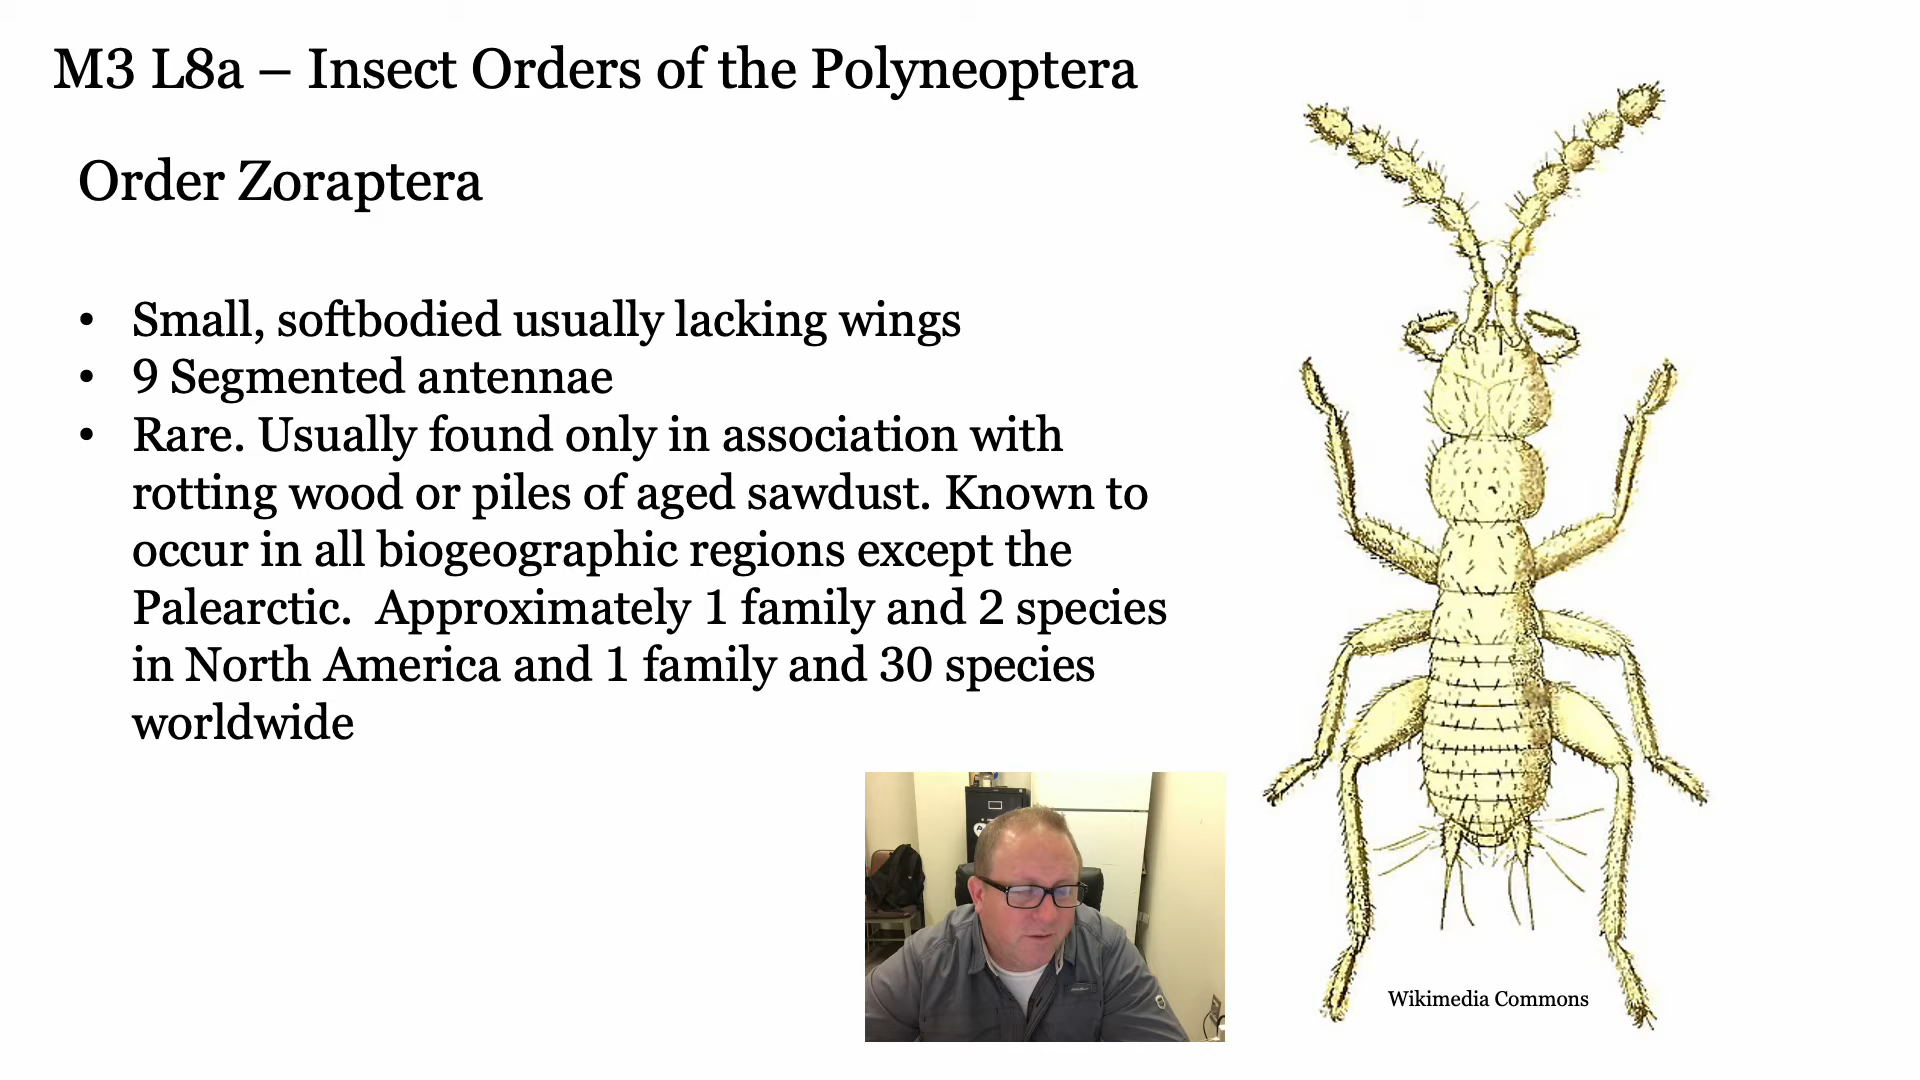 M3 L8a – Insect Orders of the Polyneoptera
Order Zoraptera
• Small, softbodied usually lacking wings
• 9 Segmented antennae
• Rare. Usually found only in association with
rotting wood or piles of aged sawdust. Known to
occur in all biogeographic regions except the
Palearctic.  Approximately 1 family and 2 species
in North America and 1 family and 30 species
worldwide
Wikimedia Commons